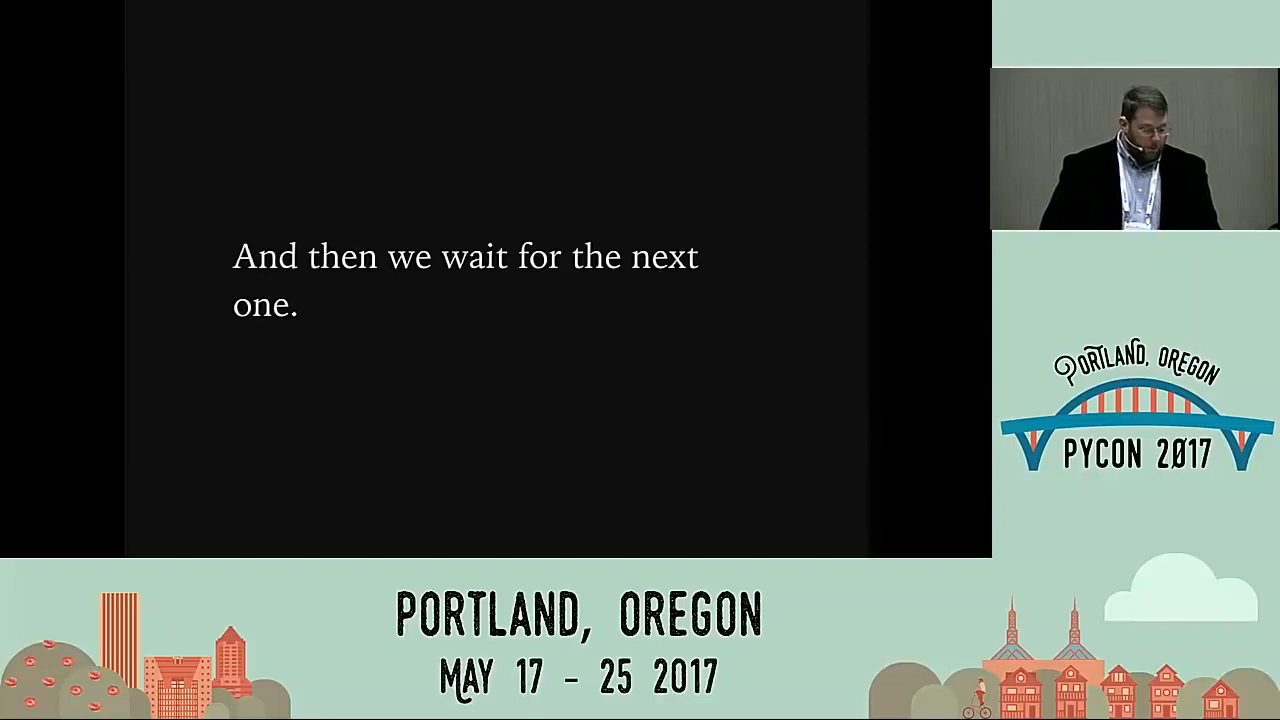 And then we wait for the next
one.
PORTLAND, OREGON
PYCON 2017
PORTLAND, OREGON
MAY 17 - 25 2017